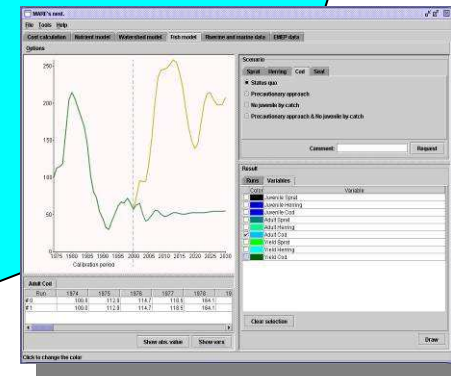 MARE's nest.
File Tools Help
Cost calculation Nutrient model Watershed model Fish model Riverine and marine data EMEP data
Options
250
200
150
100
50
0
1975 1980 1985 1990 1995 2000 2005 2010 2015 2020 2025 2030
Calibration period
Adult Cod
Run 1974 1975 1976 1977 1978 19
#0 100.0 112.0 114.7 118.5 164.1
#1 100.0 112.0 114.7 118.5 164.1
Show abs. value Show
Click to change the color
Scenario
Sprat Herring Cod Seal
Status quo
Precautionary approach
No juvenile by catch
Precautionary approach & No juvenile by catch
Comment: Request
Result
Runs Variables
Color Variable
Juvenile Sprat
Juvenile Herring
Juvenile Cod
Adult Sprat
Adult Herring
Adult Cod
Yield Sprat
Yield Herring
Yield Cod
Clear selection
Draw